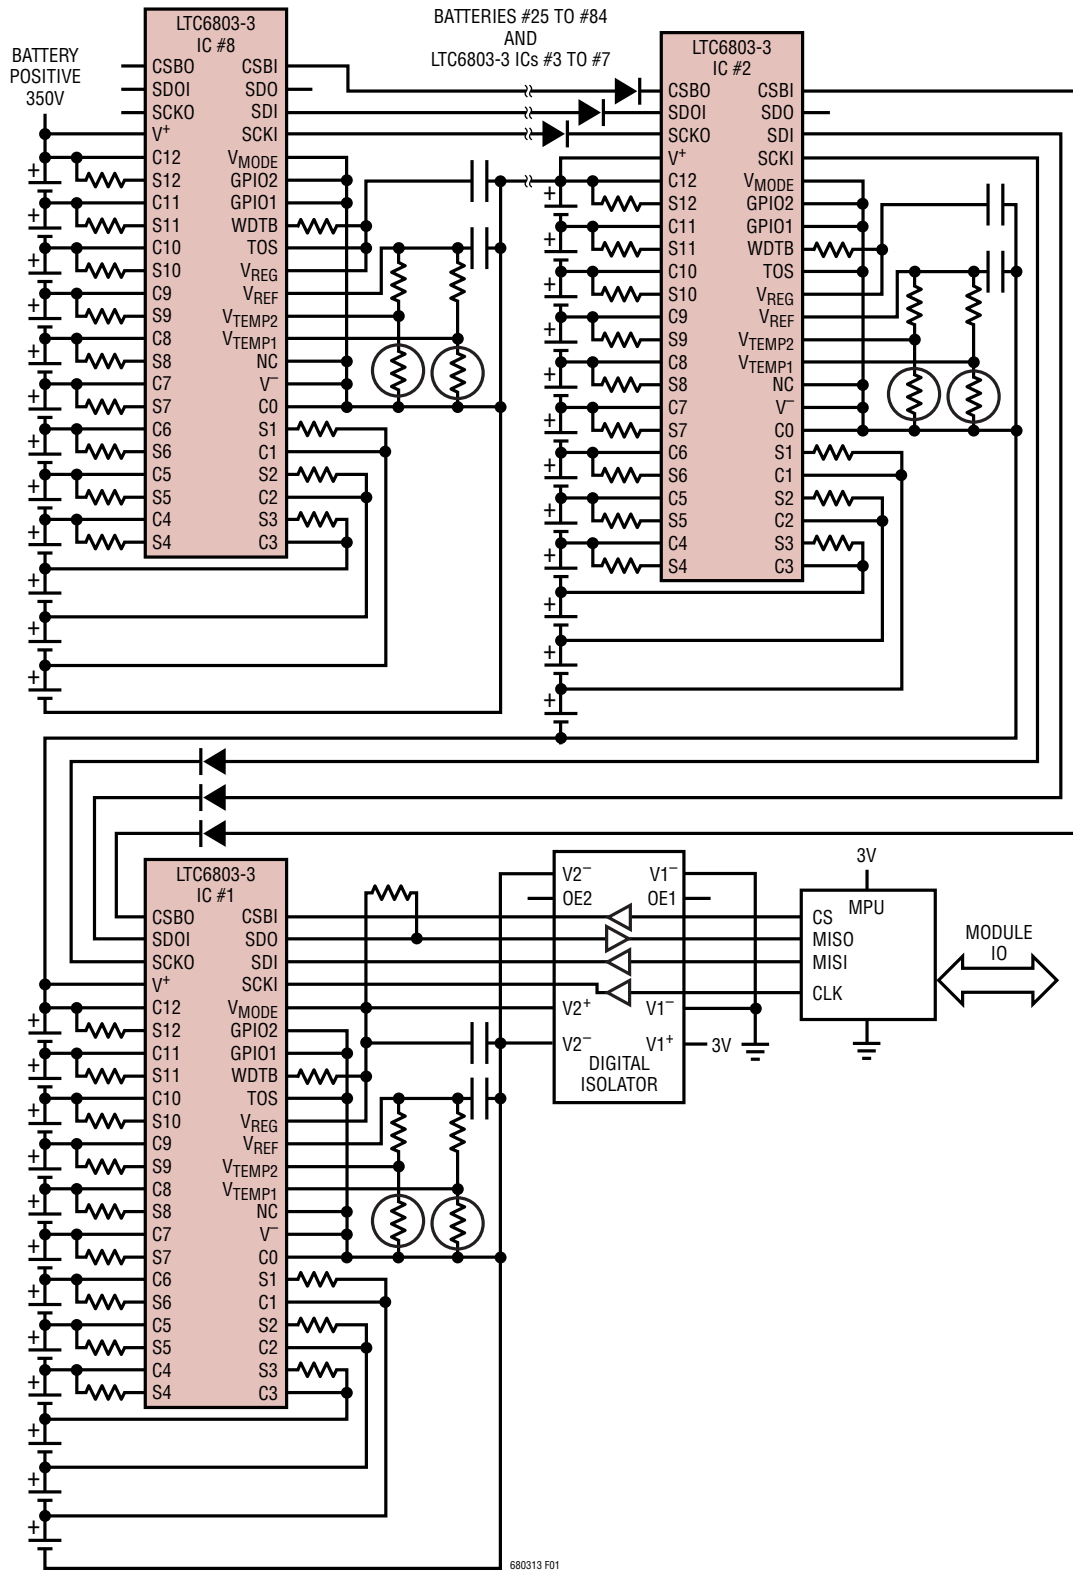 BATTERIES #25 TO #84
AND
LTC6803-3 ICs #3 TO #7
BATTERY
POSITIVE
350V
LTC6803-3
IC #8
CSBO CSBI
SDOI SDO
SCKO SDI
V+ SCKI
C12 VMODE
S12 GPIO2
C11 GPIO1
S11 WDTB
C10 TOS
S10 VREG
C9 VREF
S9 VTEMP2
C8 VTEMP1
S8 NC
C7 V–
S7 C0
C6 S1
S6 C1
C5 S2
S5 C2
C4 S3
S4 C3
+
+
+
+
+
+
+
+
+
+
+
+
LTC6803-3
IC #2
CSBO CSBI
SDOI SDO
SCKO SDI
V+ SCKI
C12 VMODE
S12 GPIO2
C11 GPIO1
S11 WDTB
C10 TOS
S10 VREG
C9 VREF
S9 VTEMP2
C8 VTEMP1
S8 NC
C7 V–
S7 C0
C6 S1
S6 C1
C5 S2
S5 C2
C4 S3
S4 C3
+
+
+
+
+
+
+
+
+
+
+
+
LTC6803-3
IC #1
CSBO CSBI
SDOI SDO
SCKO SDI
V+ SCKI
C12 VMODE
S12 GPIO2
C11 GPIO1
S11 WDTB
C10 TOS
S10 VREG
C9 VREF
S9 VTEMP2
C8 VTEMP1
S8 NC
C7 V–
S7 C0
C6 S1
S6 C1
C5 S2
S5 C2
C4 S3
S4 C3
+
+
+
+
+
+
+
+
+
+
+
+
V2– V1–
OE2 OE1
V2+ V1–
V2– V1+
DIGITAL
ISOLATOR
3V
3V
MPU
CS
MISO
MISI
CLK
MODULE
IO
680313 F01